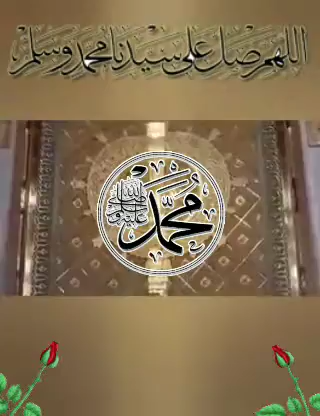 اللهم صل على سيدنا محمد وسلم
محمد
صلى الله عليه وسلم